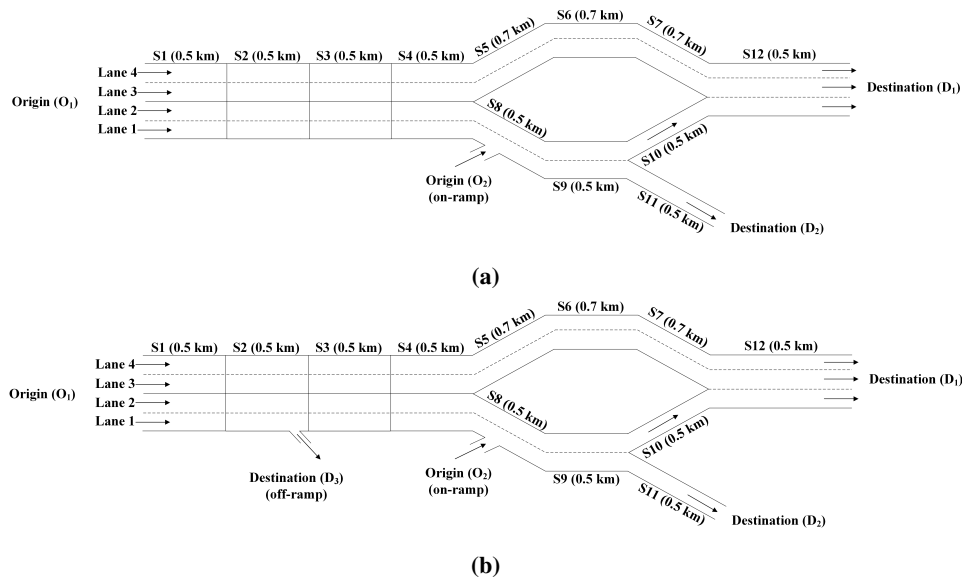 S6 (0.7 km)
S5 (0.7 km)
S7 (0.7 km)
S1 (0.5 km) S2 (0.5 km) S3 (0.5 km) S4 (0.5 km)
S12 (0.5 km)
Lane 4
Lane 3
Lane 2
Lane 1
Origin (O1)
Destination (D1)
S8 (0.5 km)
S10 (0.5 km)
Origin (O2)
(on-ramp)
S9 (0.5 km)
S11 (0.5 km)
Destination (D2)
(a)
S6 (0.7 km)
S5 (0.7 km)
S7 (0.7 km)
S1 (0.5 km) S2 (0.5 km) S3 (0.5 km) S4 (0.5 km)
S12 (0.5 km)
Lane 4
Lane 3
Lane 2
Lane 1
Origin (O1)
Destination (D1)
S8 (0.5 km)
S10 (0.5 km)
Destination (D3)
(off-ramp)
Origin (O2)
(on-ramp)
S9 (0.5 km)
S11 (0.5 km)
Destination (D2)
(b)